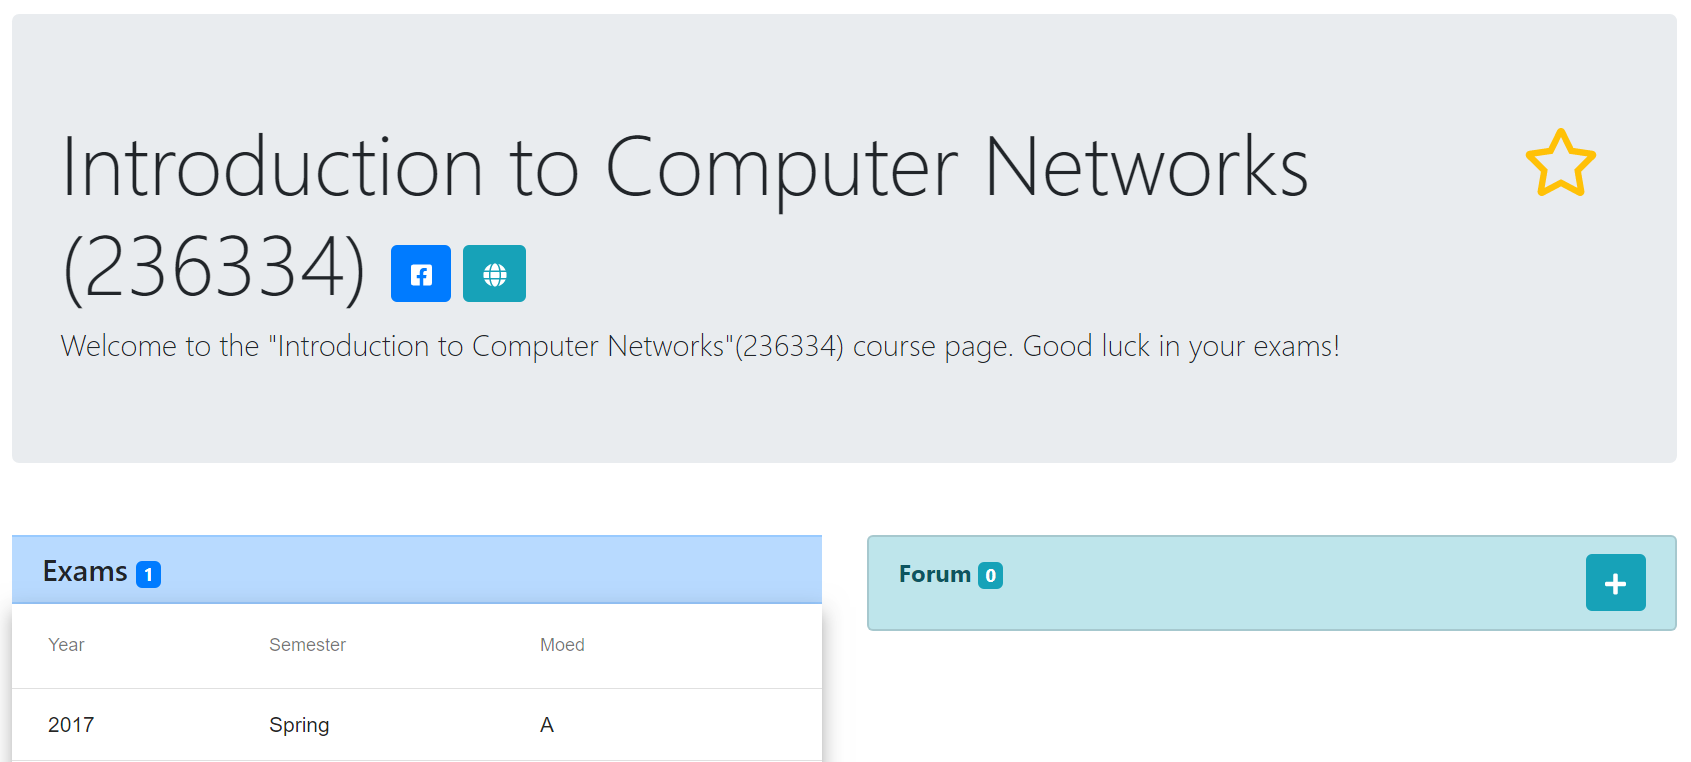 Introduction to Computer Networks
(236334)
Welcome to the "Introduction to Computer Networks"(236334) course page. Good luck in your exams!
Exams 1
Year Semester Moed
2017 Spring A
Forum 0